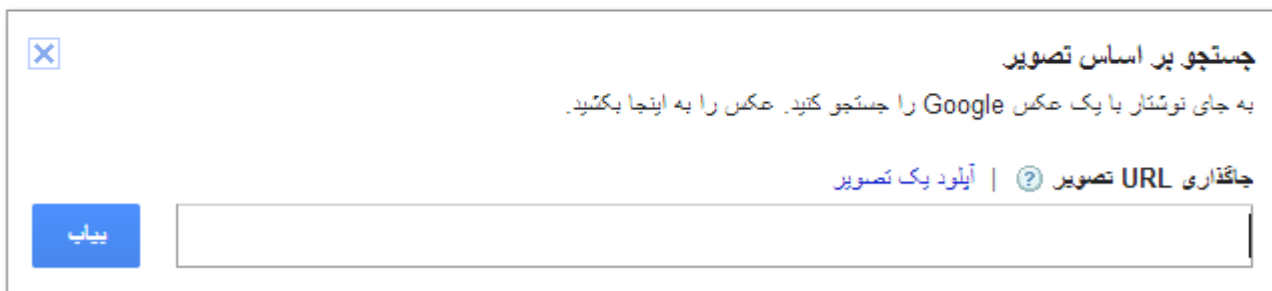 جستجو بر اساس تصویر
به جای نوشتار با یک عکس Google را جستجو کنید. عکس را به اینجا بکشید.
جاگذاری URL تصویر ? | آپلود یک تصویر
بیاب